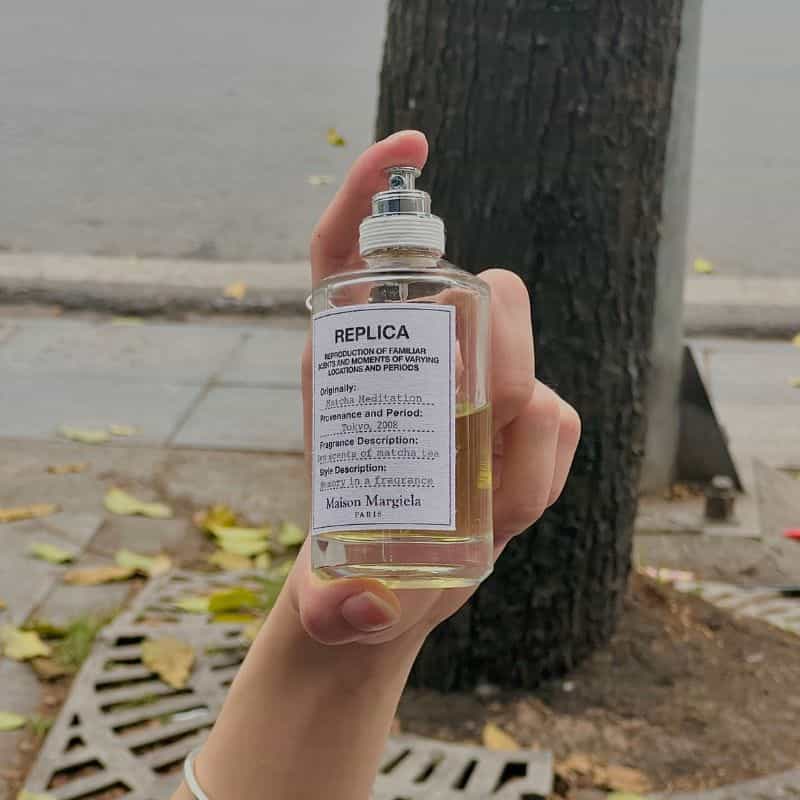 REPLICA
REPRODUCTION OF FAMILIAR
SCENTS AND MOMENTS OF VARYING
LOCATIONS AND PERIODS
Originally:
Matcha Meditation
Provenance and Period:
Tokyo, 2008
Fragrance Description:
scents of matcha tea
Style Description:
Memory in a fragrance
Maison Margiela
PARIS